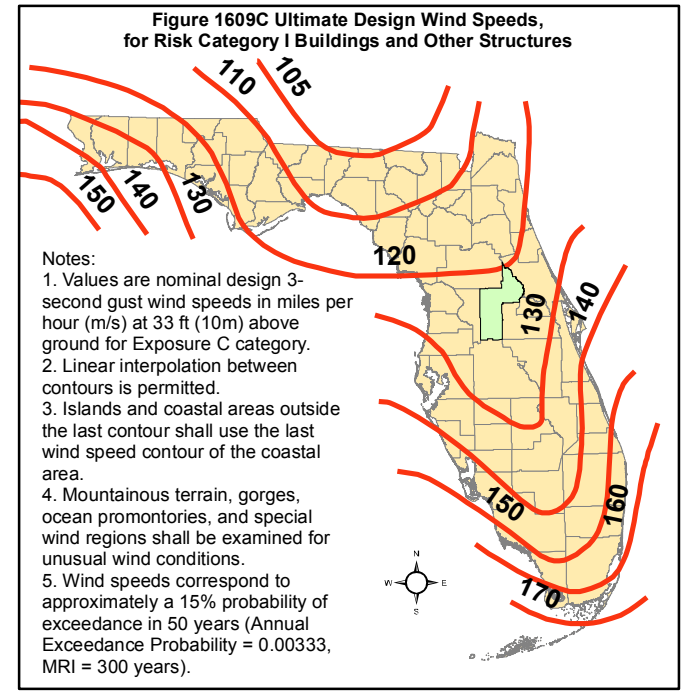 Figure 1609C Ultimate Design Wind Speeds,
for Risk Category I Buildings and Other Structures
105
110
150
140
130
120
130
140
150
160
170
Notes:
1. Values are nominal design 3-
second gust wind speeds in miles per
hour (m/s) at 33 ft (10m) above
ground for Exposure C category.
2. Linear interpolation between
contours is permitted.
3. Islands and coastal areas outside
the last contour shall use the last
wind speed contour of the coastal
area.
4. Mountainous terrain, gorges,
ocean promontories, and special
wind regions shall be examined for
unusual wind conditions.
5. Wind speeds correspond to
approximately a 15% probability of
exceedance in 50 years (Annual
Exceedance Probability = 0.00333,
MRI = 300 years).
N
W E
S